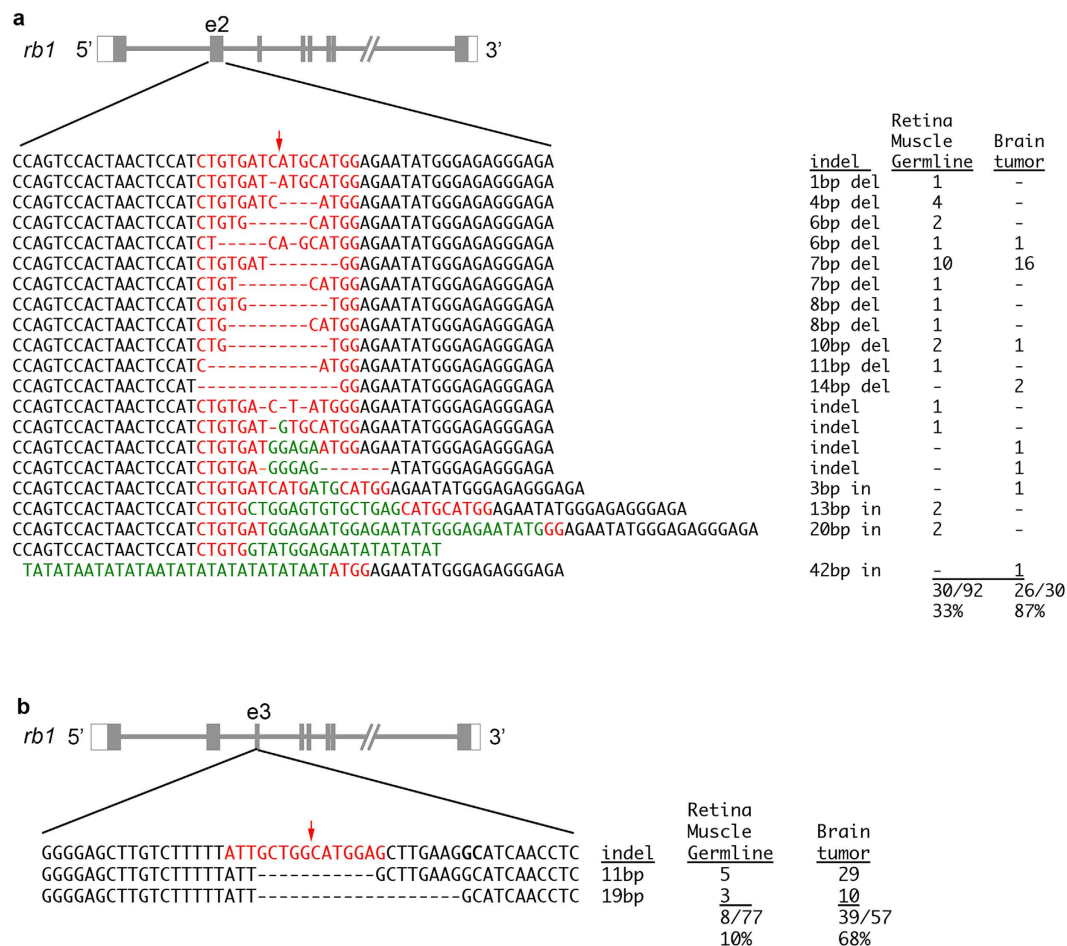 a
rb1 5' e2 3'
Retina
Muscle Brain
indel Germline tumor
CCAGTCCACTAACTCCATCTGTGATCATGCATGGAGAATATGGGAGAGGGAGA
CCAGTCCACTAACTCCATCTGTGAT-ATGCATGGAGAATATGGGAGAGGGAGA 1bp del 1 -
CCAGTCCACTAACTCCATCTGTGATC----ATGGAGAATATGGGAGAGGGAGA 4bp del 4 -
CCAGTCCACTAACTCCATCTGTG------CATGGAGAATATGGGAGAGGGAGA 6bp del 2 -
CCAGTCCACTAACTCCATCT-----CA-GCATGGAGAATATGGGAGAGGGAGA 6bp del 1 1
CCAGTCCACTAACTCCATCTGTGAT-------GGAGAATATGGGAGAGGGAGA 7bp del 10 16
CCAGTCCACTAACTCCATCTGT-------CATGGAGAATATGGGAGAGGGAGA 7bp del 1 -
CCAGTCCACTAACTCCATCTGTG--------TGGAGAATATGGGAGAGGGAGA 8bp del 1 -
CCAGTCCACTAACTCCATCTG--------CATGGAGAATATGGGAGAGGGAGA 8bp del 1 -
CCAGTCCACTAACTCCATCTG----------TGGAGAATATGGGAGAGGGAGA 10bp del 2 1
CCAGTCCACTAACTCCATC-----------ATGGAGAATATGGGAGAGGGAGA 11bp del 1 -
CCAGTCCACTAACTCCAT--------------GGAGAATATGGGAGAGGGAGA 14bp del - 2
CCAGTCCACTAACTCCATCTGTGA-C-T-ATGGGAGAATATGGGAGAGGGAGA indel 1 -
CCAGTCCACTAACTCCATCTGTGAT-GTGCATGGAGAATATGGGAGAGGGAGA indel 1 -
CCAGTCCACTAACTCCATCTGTGATGGAGAATGGAGAATATGGGAGAGGGAGA indel - 1
CCAGTCCACTAACTCCATCTGTGA-GGGAG-------ATATGGGAGAGGGAGA indel - 1
CCAGTCCACTAACTCCATCTGTGATCATGATGCATGGAGAATATGGGAGAGGGAGA 3bp in - 1
CCAGTCCACTAACTCCATCTGTGCTGGAGTGTGCTGAGCATGCATGGAGAATATGGGAGAGGGAGA 13bp in 2 -
CCAGTCCACTAACTCCATCTGTGATGGAGAATGGAGAATATGGGAGAATATGGGAGAATATGGGAGAGGGAGA 20bp in 2 -
CCAGTCCACTAACTCCATCTGTGGTATGGAGAATATATATAT
TATATAATATATAATATATATATATATAATATGGAGAATATGGGAGAGGGAGA 42bp in - 1
30/92 26/30
33% 87%
b
rb1 5' e3 3'
Retina
Muscle Brain
indel Germline tumor
GGGGAGCTTGTCTTTTTATTGCTGGCATGGAGCTTGAAGGCATCAACCTC
GGGGAGCTTGTCTTTTTATT-----------GCTTGAAGGCATCAACCTC 11bp 5 29
GGGGAGCTTGTCTTTTTATT-------------------GCATCAACCTC 19bp 3 10
8/77 39/57
10% 68%